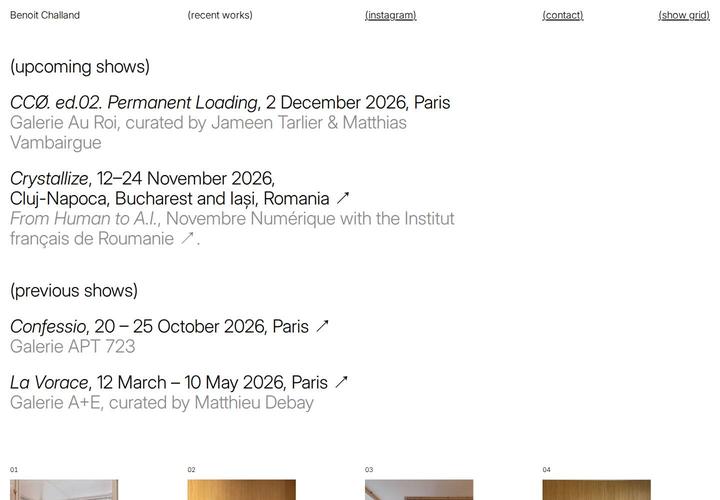 Benoit Challand (recent works) (instagram) (contact) (show grid)
(upcoming shows)
CCØ. ed.02. Permanent Loading, 2 December 2026, Paris
Galerie Au Roi, curated by Jameen Tarlier & Matthias
Vambairgue
Crystallize, 12–24 November 2026,
Cluj-Napoca, Bucharest and Iași, Romania ↗
From Human to A.I., Novembre Numérique with the Institut
français de Roumanie ↗.
(previous shows)
Confessio, 20 – 25 October 2026, Paris ↗
Galerie APT 723
La Vorace, 12 March – 10 May 2026, Paris ↗
Galerie A+E, curated by Matthieu Debay
01 02 03 04